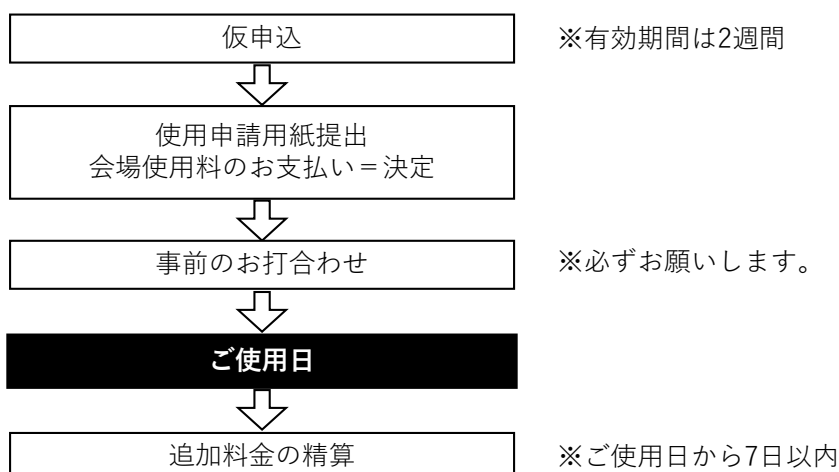 仮申込
※有効期間は2週間
使用申請用紙提出
会場使用料のお支払い＝決定
事前のお打合わせ
※必ずお願いします。
ご使用日
追加料金の精算
※ご使用日から7日以内